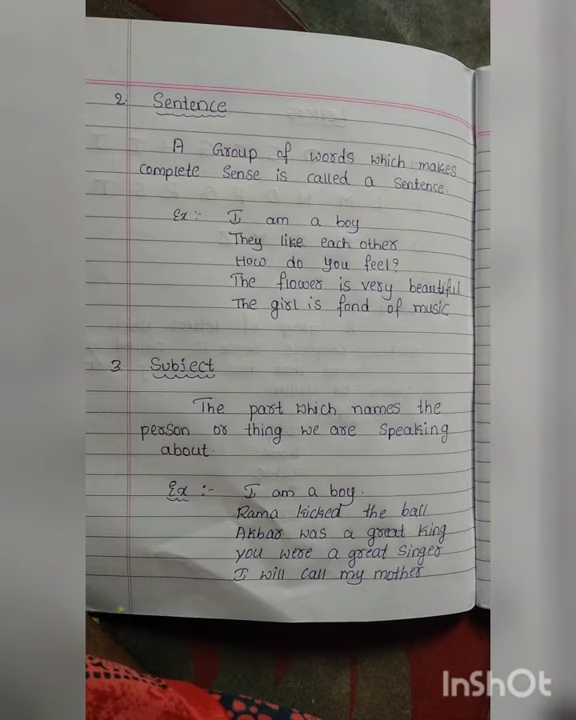 2. Sentence
A Group of words which makes
complete Sense is called a Sentence
Ex :- I am a boy
They like each other
How do you feel?
The flower is very beautiful
The girl is fond of music
3 Subject
The part which names the
person or thing we are Speaking
about.
Ex :- I am a boy.
Rama kicked the ball
Akbar was a great king
you were a great Singer
I will call my mother
InShOt